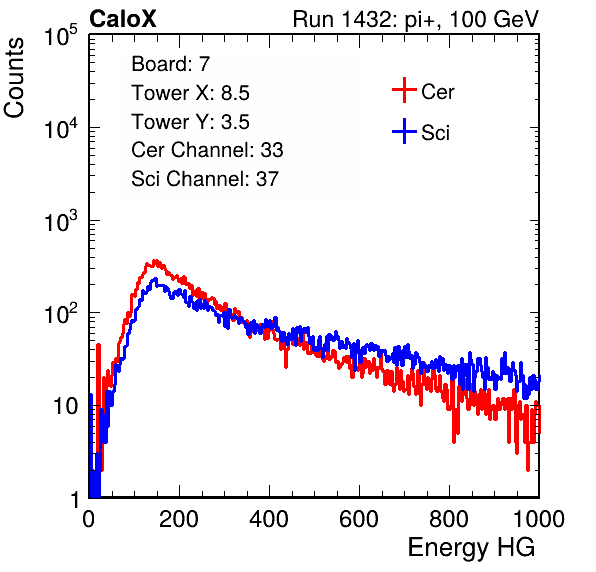 CaloX Run 1432: pi+, 100 GeV
Counts
Board: 7
Tower X: 8.5
Tower Y: 3.5
Cer Channel: 33
Sci Channel: 37
Cer
Sci
10^5
10^4
10^3
10^2
10
1
0 200 400 600 800 1000
Energy HG